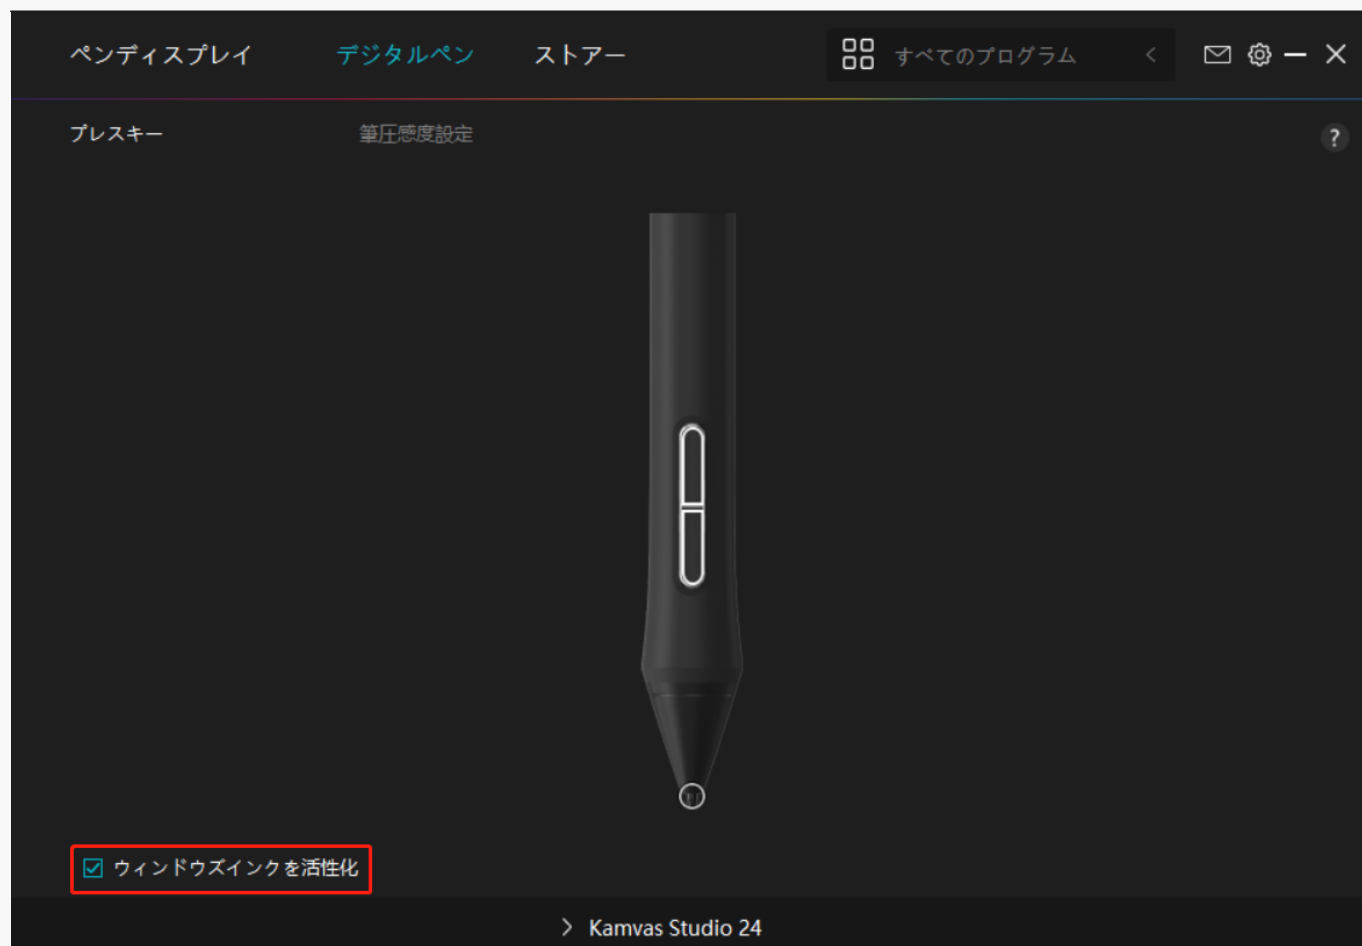 ペンディスプレイ デジタルペン ストアー すべてのプログラム
プレスキー 筆圧感度設定 ?
ウィンドウズインクを活性化
Kamvas Studio 24